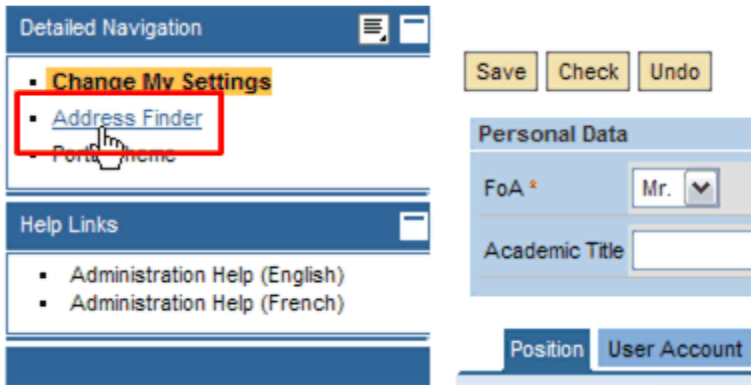 Detailed Navigation
Change My Settings
Address Finder
Help Links
Administration Help (English)
Administration Help (French)
Save Check Undo
Personal Data
FoA * Mr.
Academic Title
Position User Account